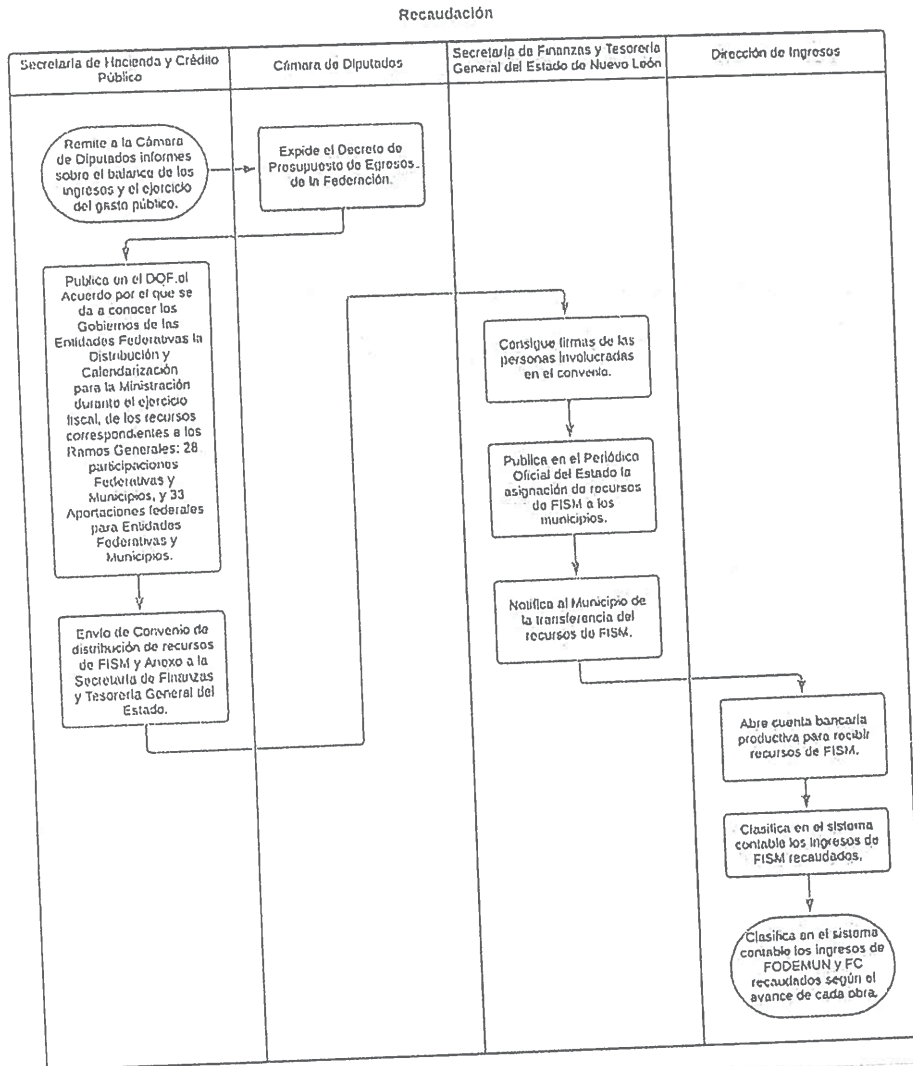 Recaudación
Secretaría de Hacienda y Crédito
Público
Cámara de Diputados
Secretaría de Finanzas y Tesorería
General del Estado de Nuevo León
Dirección de Ingresos
Remite a la Cámara
de Diputados informes
sobre el balance de los
ingresos y el ejercicio
del gasto público.
Expide el Decreto de
Presupuesto de Egresos
de la Federación.
Publica en el DOF el
Acuerdo por el que se
da a conocer los
Gobiernos de las
Entidades Federativas la
Distribución y
Calendarización
para la Ministración
durante el ejercicio
fiscal, de los recursos
correspondientes a los
Ramos Generales: 28
participaciones
Federativas y
Municipios, y 33
Aportaciones federales
para Entidades
Federativas y
Municipios.
Envío de Convenio de
distribución de recursos
de FISM y Anexo a la
Secretaría de Finanzas
y Tesorería General del
Estado.
Consigue firmas de las
personas involucradas
en el convenio.
Publica en el Periódico
Oficial del Estado la
asignación de recursos
de FISM a los
municipios.
Notifica al Municipio de
la transferencia del
recursos de FISM.
Abre cuenta bancaria
productiva para recibir
recursos de FISM.
Clasifica en el sistema
contable los ingresos de
FISM recaudados.
Clasifica en el sistema
contable los ingresos de
FODEMUN y FC
recaudados según el
avance de cada obra.